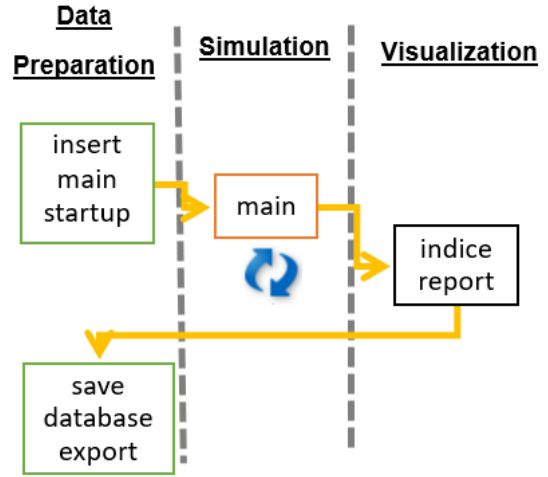 Data
Preparation
Simulation
Visualization
insert
main
startup
main
indice
report
save
database
export